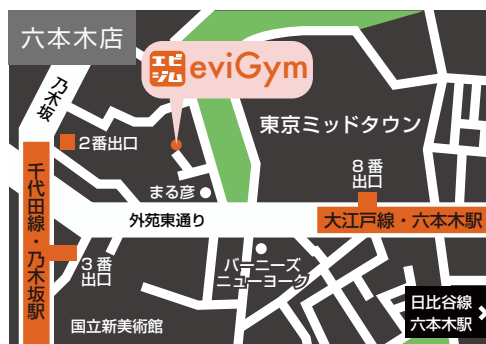 六本木店
エビ
ジム
eviGym
乃木坂
2番出口
東京ミッドタウン
8番
出口
まる彦
千代田線・乃木坂駅
外苑東通り
大江戸線・六本木駅
3番
出口
バーニーズ
ニューヨーク
日比谷線
六本木駅
国立新美術館